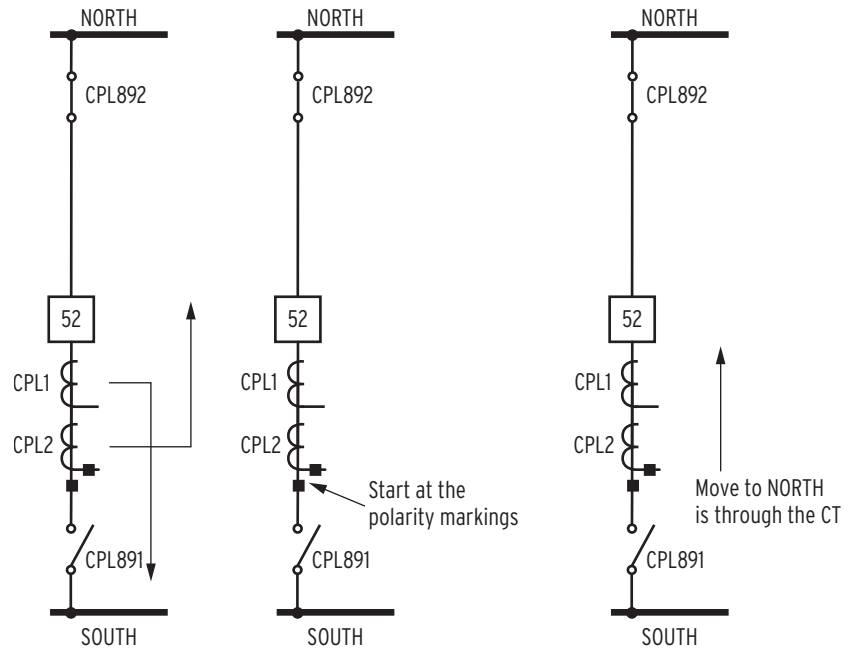 NORTH
CPL892
52
CPL1
CPL2
CPL891
SOUTH
NORTH
CPL892
52
CPL1
CPL2
Start at the
polarity markings
CPL891
SOUTH
NORTH
CPL892
52
CPL1
CPL2
Move to NORTH
is through the CT
CPL891
SOUTH